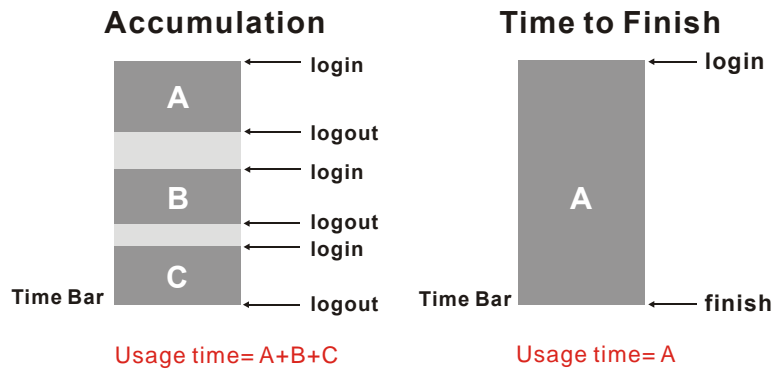 Accumulation
login
A
logout
login
B
logout
login
C
Time Bar
logout
Usage time= A+B+C
Time to Finish
login
A
Time Bar
finish
Usage time= A